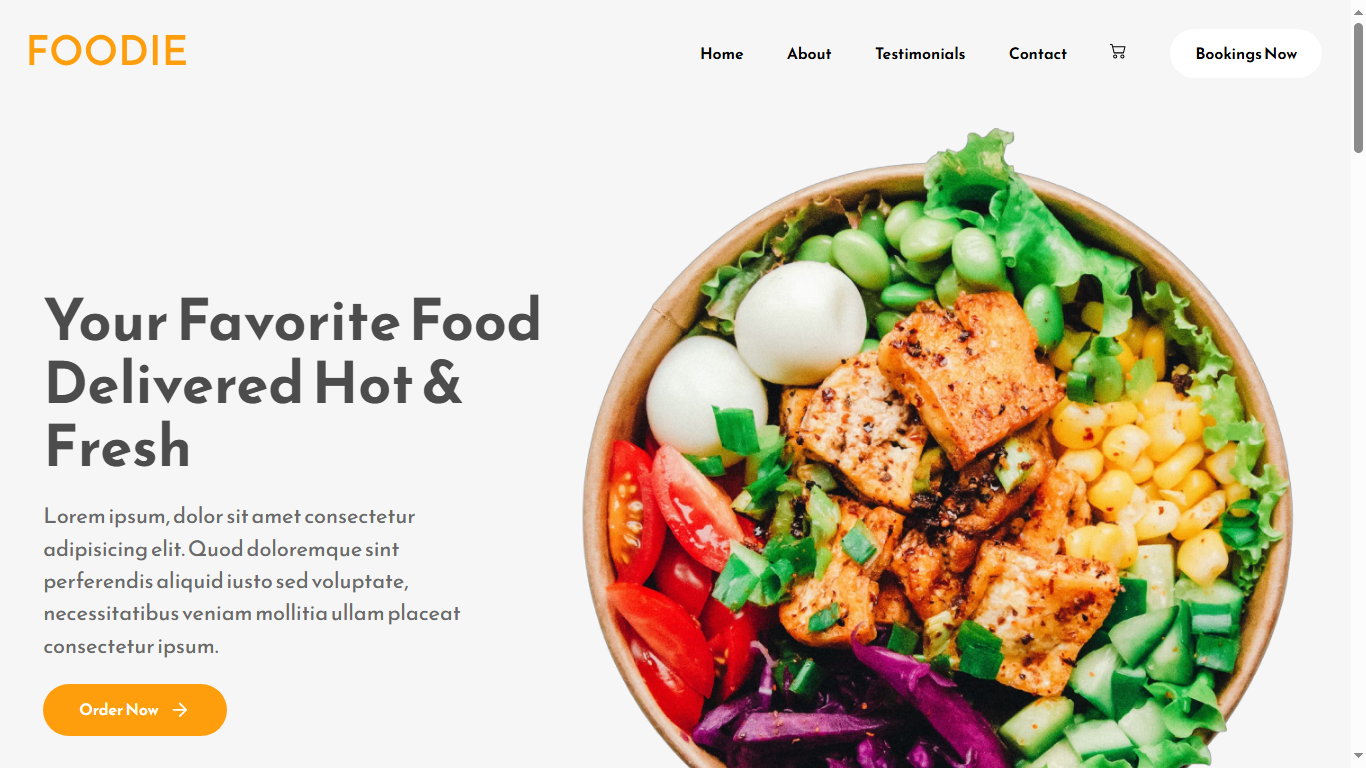 FOODIE
Home About Testimonials Contact Bookings Now
Your Favorite Food
Delivered Hot &
Fresh
Lorem ipsum, dolor sit amet consectetur
adipisicing elit. Quod doloremque sint
perferendis aliquid iusto sed voluptate,
necessitatibus veniam mollitia ullam placeat
consectetur ipsum.
Order Now